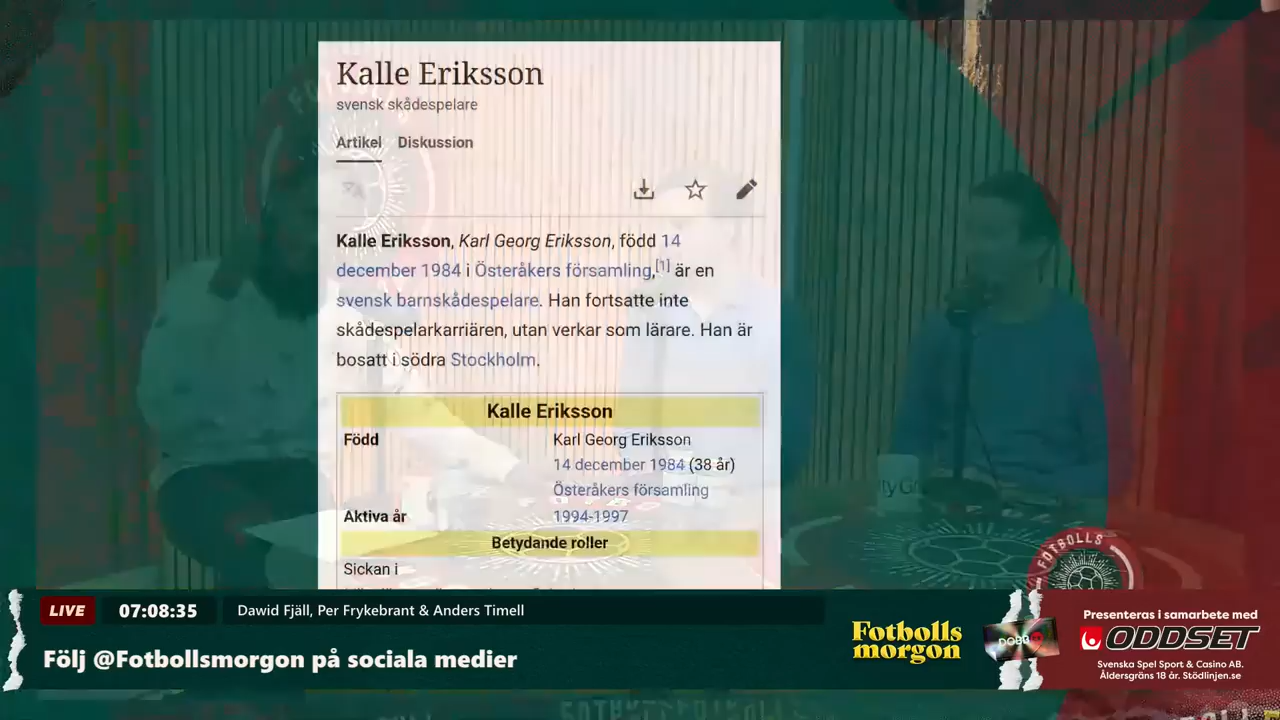 Kalle Eriksson
svensk skådespelare
Artikel Diskussion
Kalle Eriksson, Karl Georg Eriksson, född 14
december 1984 i Österåkers församling,[1] är en
svensk barnskådespelare. Han fortsatte inte
skådespelarkarriären, utan verkar som lärare. Han är
bosatt i södra Stockholm.
Kalle Eriksson
Född Karl Georg Eriksson
14 december 1984 (38 år)
Österåkers församling
Aktiva år 1994-1997
Betydande roller
Sickan i
FOTBOLLS
LIVE 07:08:35 Dawid Fjäll, Per Frykebrant & Anders Timell
Följ @Fotbollsmorgon på sociala medier
Fotbolls
morgon
Presenteras i samarbete med
ODDSET
Svenska Spel Sport & Casino AB.
Åldersgräns 18 år. Stödlinjen.se